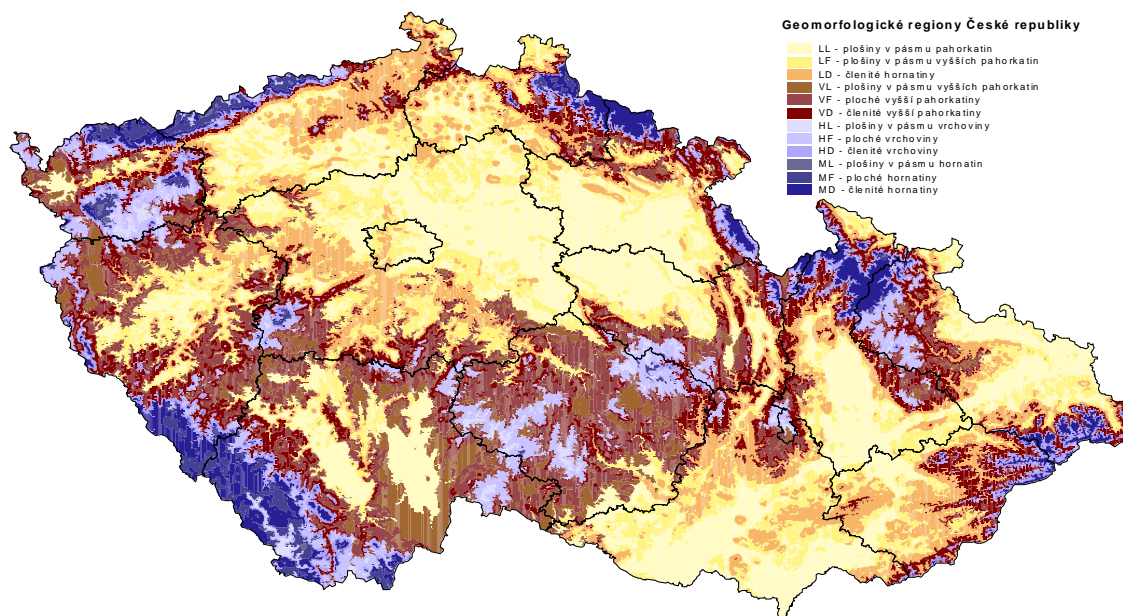 Geomorfologické regiony České republiky
LL - plošiny v pásmu pahorkatin
LF - plošiny v pásmu vyšších pahorkatin
LD - členité hornatiny
VL - plošiny v pásmu vyšších pahorkatin
VF - ploché vyšší pahorkatiny
VD - členité vyšší pahorkatiny
HL - plošiny v pásmu vrchoviny
HF - ploché vrchoviny
HD - členité vrchoviny
ML - plošiny v pásmu hornatin
MF - ploché hornatiny
MD - členité hornatiny